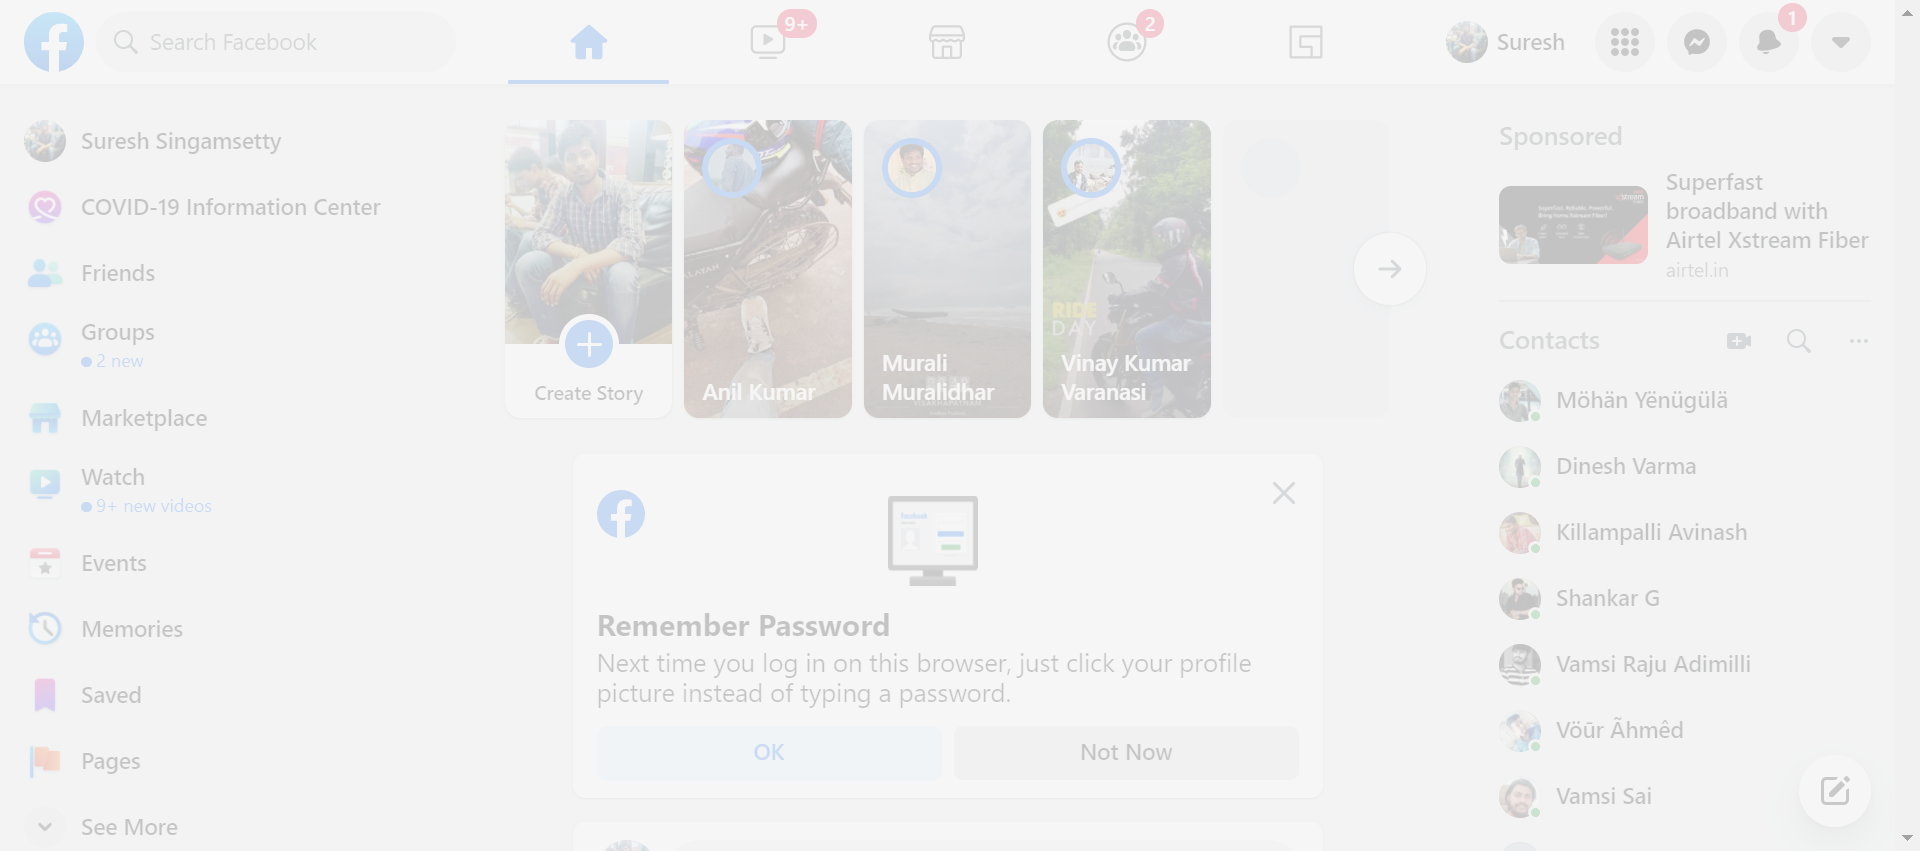 Search Facebook
9+
2
Suresh
1
Suresh Singamsetty
COVID-19 Information Center
Friends
Groups
2 new
Marketplace
Watch
9+ new videos
Events
Memories
Saved
Pages
See More
Create Story
Anil Kumar
Murali
Muralidhar
RIDE
DAY
Vinay Kumar
Varanasi
facebook
Remember Password
Next time you log in on this browser, just click your profile
picture instead of typing a password.
OK
Not Now
Sponsored
Superfast
broadband with
Airtel Xstream Fiber
airtel.in
Contacts
Möhän Yënügülä
Dinesh Varma
Killampalli Avinash
Shankar G
Vamsi Raju Adimilli
Vöūr Ãhmêd
Vamsi Sai